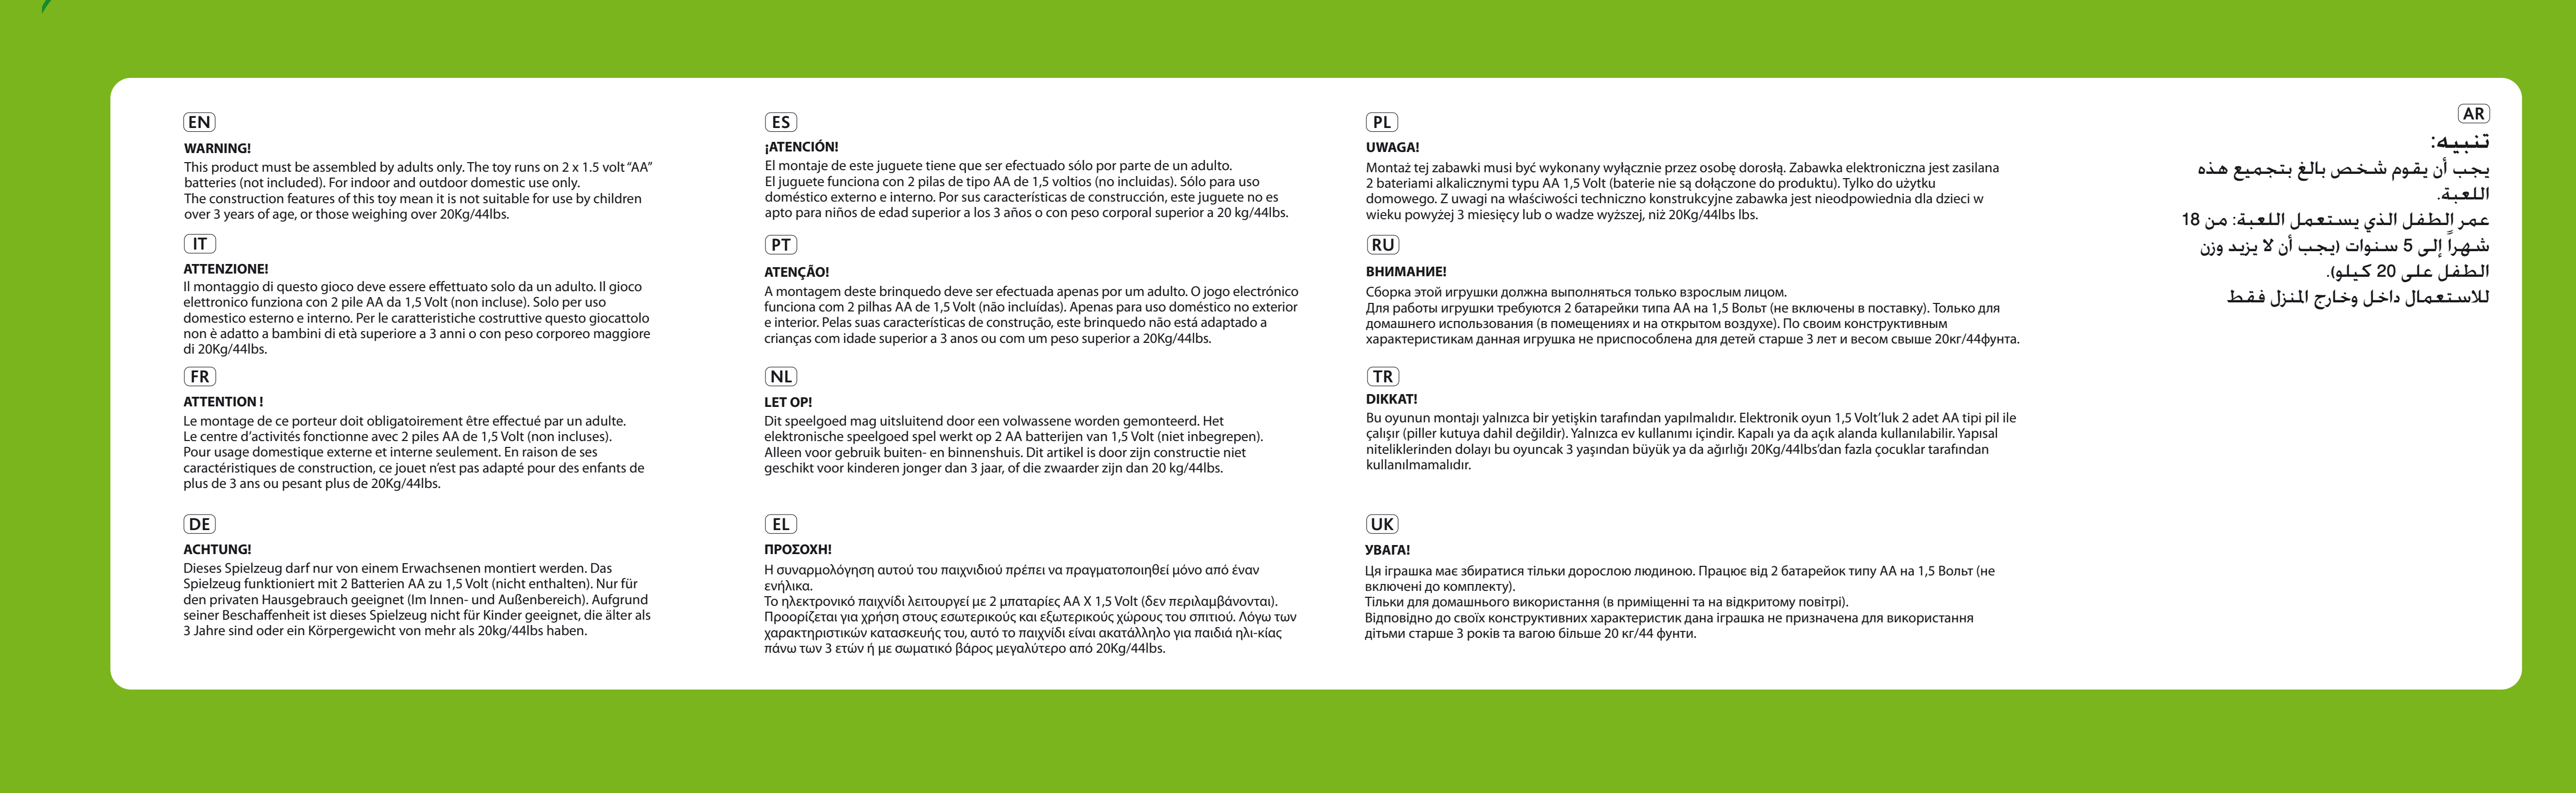 EN
WARNING!
This product must be assembled by adults only. The toy runs on 2 x 1.5 volt “AA”
batteries (not included). For indoor and outdoor domestic use only.
The construction features of this toy mean it is not suitable for use by children
over 3 years of age, or those weighing over 20Kg/44lbs.
IT
ATTENZIONE!
Il montaggio di questo gioco deve essere effettuato solo da un adulto. Il gioco
elettronico funziona con 2 pile AA da 1,5 Volt (non incluse). Solo per uso
domestico esterno e interno. Per le caratteristiche costruttive questo giocattolo
non è adatto a bambini di età superiore a 3 anni o con peso corporeo maggiore
di 20Kg/44lbs.
FR
ATTENTION !
Le montage de ce porteur doit obligatoirement être effectué par un adulte.
Le centre d’activités fonctionne avec 2 piles AA de 1,5 Volt (non incluses).
Pour usage domestique externe et interne seulement. En raison de ses
caractéristiques de construction, ce jouet n’est pas adapté pour des enfants de
plus de 3 ans ou pesant plus de 20Kg/44lbs.
DE
ACHTUNG!
Dieses Spielzeug darf nur von einem Erwachsenen montiert werden. Das
Spielzeug funktioniert mit 2 Batterien AA zu 1,5 Volt (nicht enthalten). Nur für
den privaten Hausgebrauch geeignet (Im Innen- und Außenbereich). Aufgrund
seiner Beschaffenheit ist dieses Spielzeug nicht für Kinder geeignet, die älter als
3 Jahre sind oder ein Körpergewicht von mehr als 20kg/44lbs haben.
ES
¡ATENCIÓN!
El montaje de este juguete tiene que ser efectuado sólo por parte de un adulto.
El juguete funciona con 2 pilas de tipo AA de 1,5 voltios (no incluidas). Sólo para uso
doméstico externo e interno. Por sus características de construcción, este juguete no es
apto para niños de edad superior a los 3 años o con peso corporal superior a 20 kg/44lbs.
PT
ATENÇÃO!
A montagem deste brinquedo deve ser efectuada apenas por um adulto. O jogo electrónico
funciona com 2 pilhas AA de 1,5 Volt (não incluídas). Apenas para uso doméstico no exterior
e interior. Pelas suas características de construção, este brinquedo não está adaptado a
crianças com idade superior a 3 anos ou com um peso superior a 20Kg/44lbs.
NL
LET OP!
Dit speelgoed mag uitsluitend door een volwassene worden gemonteerd. Het
elektronische speelgoed spel werkt op 2 AA batterijen van 1,5 Volt (niet inbegrepen).
Alleen voor gebruik buiten- en binnenshuis. Dit artikel is door zijn constructie niet
geschikt voor kinderen jonger dan 3 jaar, of die zwaarder zijn dan 20 kg/44lbs.
EL
ΠΡΟΣΟΧΗ!
Η συναρμολόγηση αυτού του παιχνιδιού πρέπει να πραγματοποιηθεί μόνο από έναν
ενήλικα.
Το ηλεκτρονικό παιχνίδι λειτουργεί με 2 μπαταρίες AA X 1,5 Volt (δεν περιλαμβάνονται).
Προορίζεται για χρήση στους εσωτερικούς και εξωτερικούς χώρους του σπιτιού. Λόγω των
χαρακτηριστικών κατασκευής του, αυτό το παιχνίδι είναι ακατάλληλο για παιδιά ηλι-κίας
πάνω των 3 ετών ή με σωματικό βάρος μεγαλύτερο από 20Kg/44lbs.
PL
UWAGA!
Montaż tej zabawki musi być wykonany wyłącznie przez osobę dorosłą. Zabawka elektroniczna jest zasilana
2 bateriami alkalicznymi typu AA 1,5 Volt (baterie nie są dołączone do produktu). Tylko do użytku
domowego. Z uwagi na właściwości techniczno konstrukcyjne zabawka jest nieodpowiednia dla dzieci w
wieku powyżej 3 miesięcy lub o wadze wyższej, niż 20Kg/44lbs lbs.
RU
ВНИМАНИЕ!
Сборка этой игрушки должна выполняться только взрослым лицом.
Для работы игрушки требуются 2 батарейки типа АА на 1,5 Вольт (не включены в поставку). Только для
домашнего использования (в помещениях и на открытом воздухе). По своим конструктивным
характеристикам данная игрушка не приспособлена для детей старше 3 лет и весом свыше 20кг/44фунта.
TR
DIKKAT!
Bu oyunun montajı yalnızca bir yetişkin tarafından yapılmalıdır. Elektronik oyun 1,5 Volt’luk 2 adet AA tipi pil ile
çalışır (piller kutuya dahil değildir). Yalnızca ev kullanımı içindir. Kapalı ya da açık alanda kullanılabilir. Yapısal
niteliklerinden dolayı bu oyuncak 3 yaşından büyük ya da ağırlığı 20Kg/44lbs’dan fazla çocuklar tarafından
kullanılmamalıdır.
UK
УВАГА!
Ця іграшка має збиратися тільки дорослою людиною. Працює від 2 батарейок типу АА на 1,5 Вольт (не
включені до комплекту).
Тільки для домашнього використання (в приміщенні та на відкритому повітрі).
Відповідно до своїх конструктивних характеристик дана іграшка не призначена для використання
дітьми старше 3 років та вагою більше 20 кг/44 фунти.
AR
تنبيه:
يجب أن يقوم شخص بالغ بتجميع هذه
اللعبة.
عمر الطفل الذي يستعمل اللعبة: من 18
شهراً إلى 5 سنوات (يجب أن لا يزيد وزن
الطفل على 20 كيلو).
للاستعمال داخل وخارج المنزل فقط